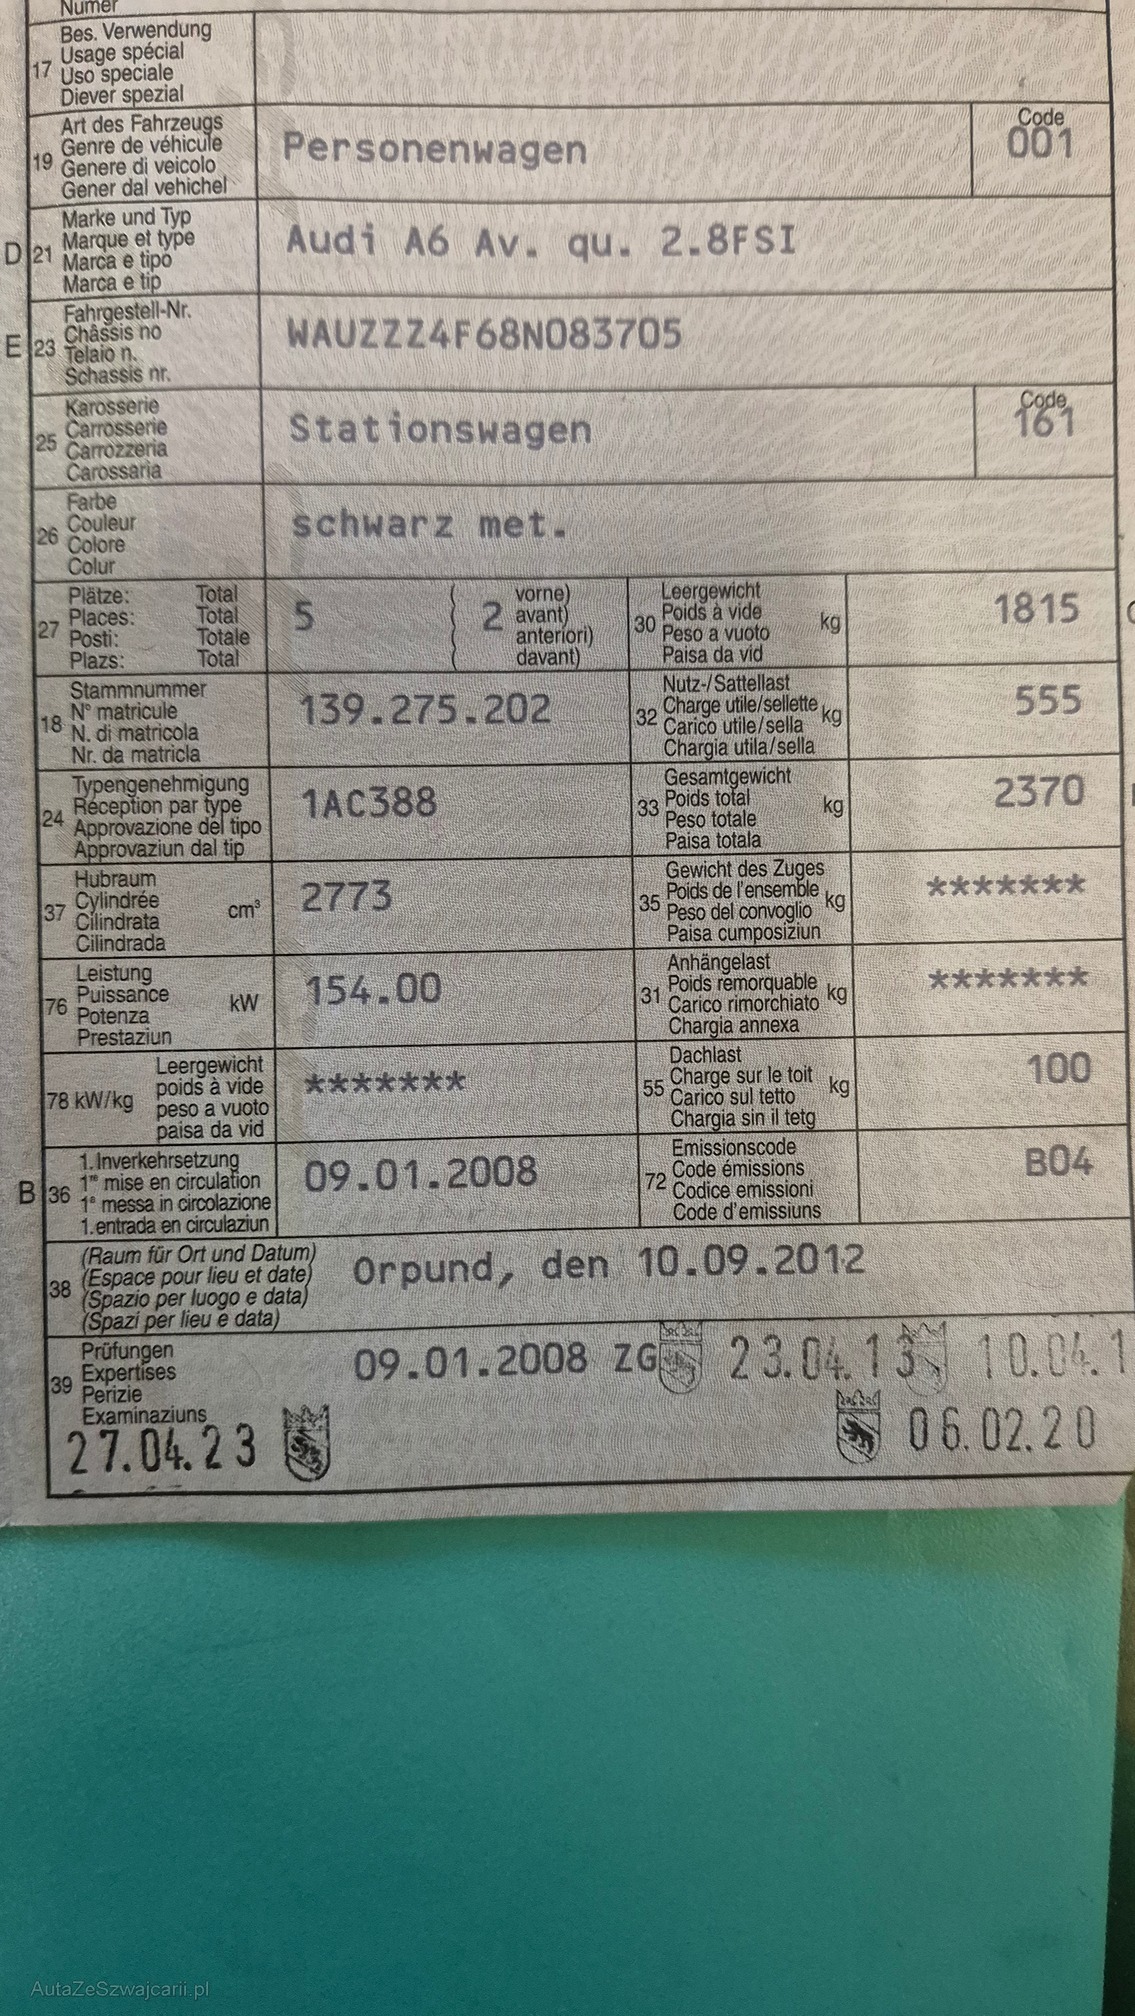 Numer
17 Bes. Verwendung
Usage spécial
Uso speciale
Diever spezial
19 Art des Fahrzeugs
Genre de véhicule
Genere di veicolo
Gener dal vehichel
Personenwagen
Code
001
D 21 Marke und Typ
Marque et type
Marca e tipo
Marca e tip
Audi A6 Av. qu. 2.8FSI
E 23 Fahrgestell-Nr.
Châssis no
Telaio n.
Schassis nr.
WAUZZZ4F68N083705
25 Karosserie
Carrosserie
Carrozzeria
Carossaria
Stationswagen
Code
161
26 Farbe
Couleur
Colore
Colur
schwarz met.
27 Plätze: Total
Places: Total
Posti: Totale
Plazs: Total
5
2 vorne)
avant)
anteriori)
davant)
30 Leergewicht
Poids à vide
Peso a vuoto
Paisa da vid
kg
1815
18 Stammnummer
N° matricule
N. di matricola
Nr. da matricla
139.275.202
32 Nutz-/Sattellast
Charge utile/sellette
Carico utile/sella
Chargia utila/sella
kg
555
24 Typengenehmigung
Réception par type
Approvazione del tipo
Approvaziun dal tip
1AC388
33 Gesamtgewicht
Poids total
Peso totale
Paisa totala
kg
2370
37 Hubraum
Cylindrée
Cilindrata
Cilindrada
cm³
2773
35 Gewicht des Zuges
Poids de l'ensemble
Peso del convoglio
Paisa cumposiziun
kg
*******
76 Leistung
Puissance
Potenza
Prestaziun
kW
154.00
31 Anhängelast
Poids remorquable
Carico rimorchiato
Chargia annexa
kg
*******
78 kW/kg Leergewicht
poids à vide
peso a vuoto
paisa da vid
*******
55 Dachlast
Charge sur le toit
Carico sul tetto
Chargia sin il tetg
kg
100
B 36 1. Inverkehrsetzung
1re mise en circulation
1a messa in circolazione
1. entrada en circulaziun
09.01.2008
72 Emissionscode
Code émissions
Codice emissioni
Code d'emissiuns
B04
38 (Raum für Ort und Datum)
(Espace pour lieu et date)
(Spazio per luogo e data)
(Spazi per lieu e data)
Orpund, den 10.09.2012
39 Prüfungen
Expertises
Perizie
Examinaziuns
09.01.2008 ZG 23.04.13 10.04.1
27.04.23 06.02.20
AutaZeSzwajcarii.pl